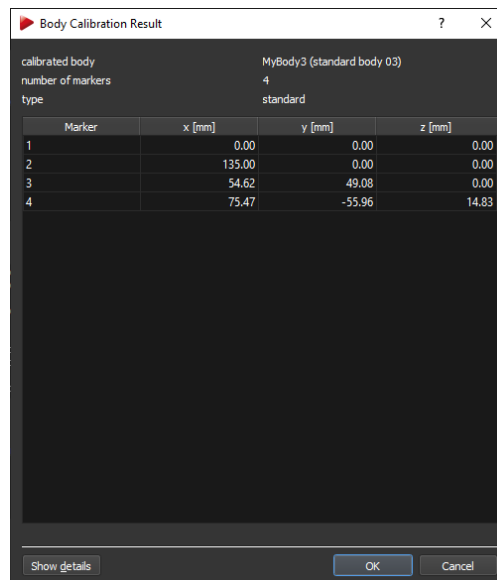 Body Calibration Result ? ×
calibrated body MyBody3 (standard body 03)
number of markers 4
type standard
Marker x [mm] y [mm] z [mm]
1 0.00 0.00 0.00
2 135.00 0.00 0.00
3 54.62 49.08 0.00
4 75.47 -55.96 14.83
Show details OK Cancel